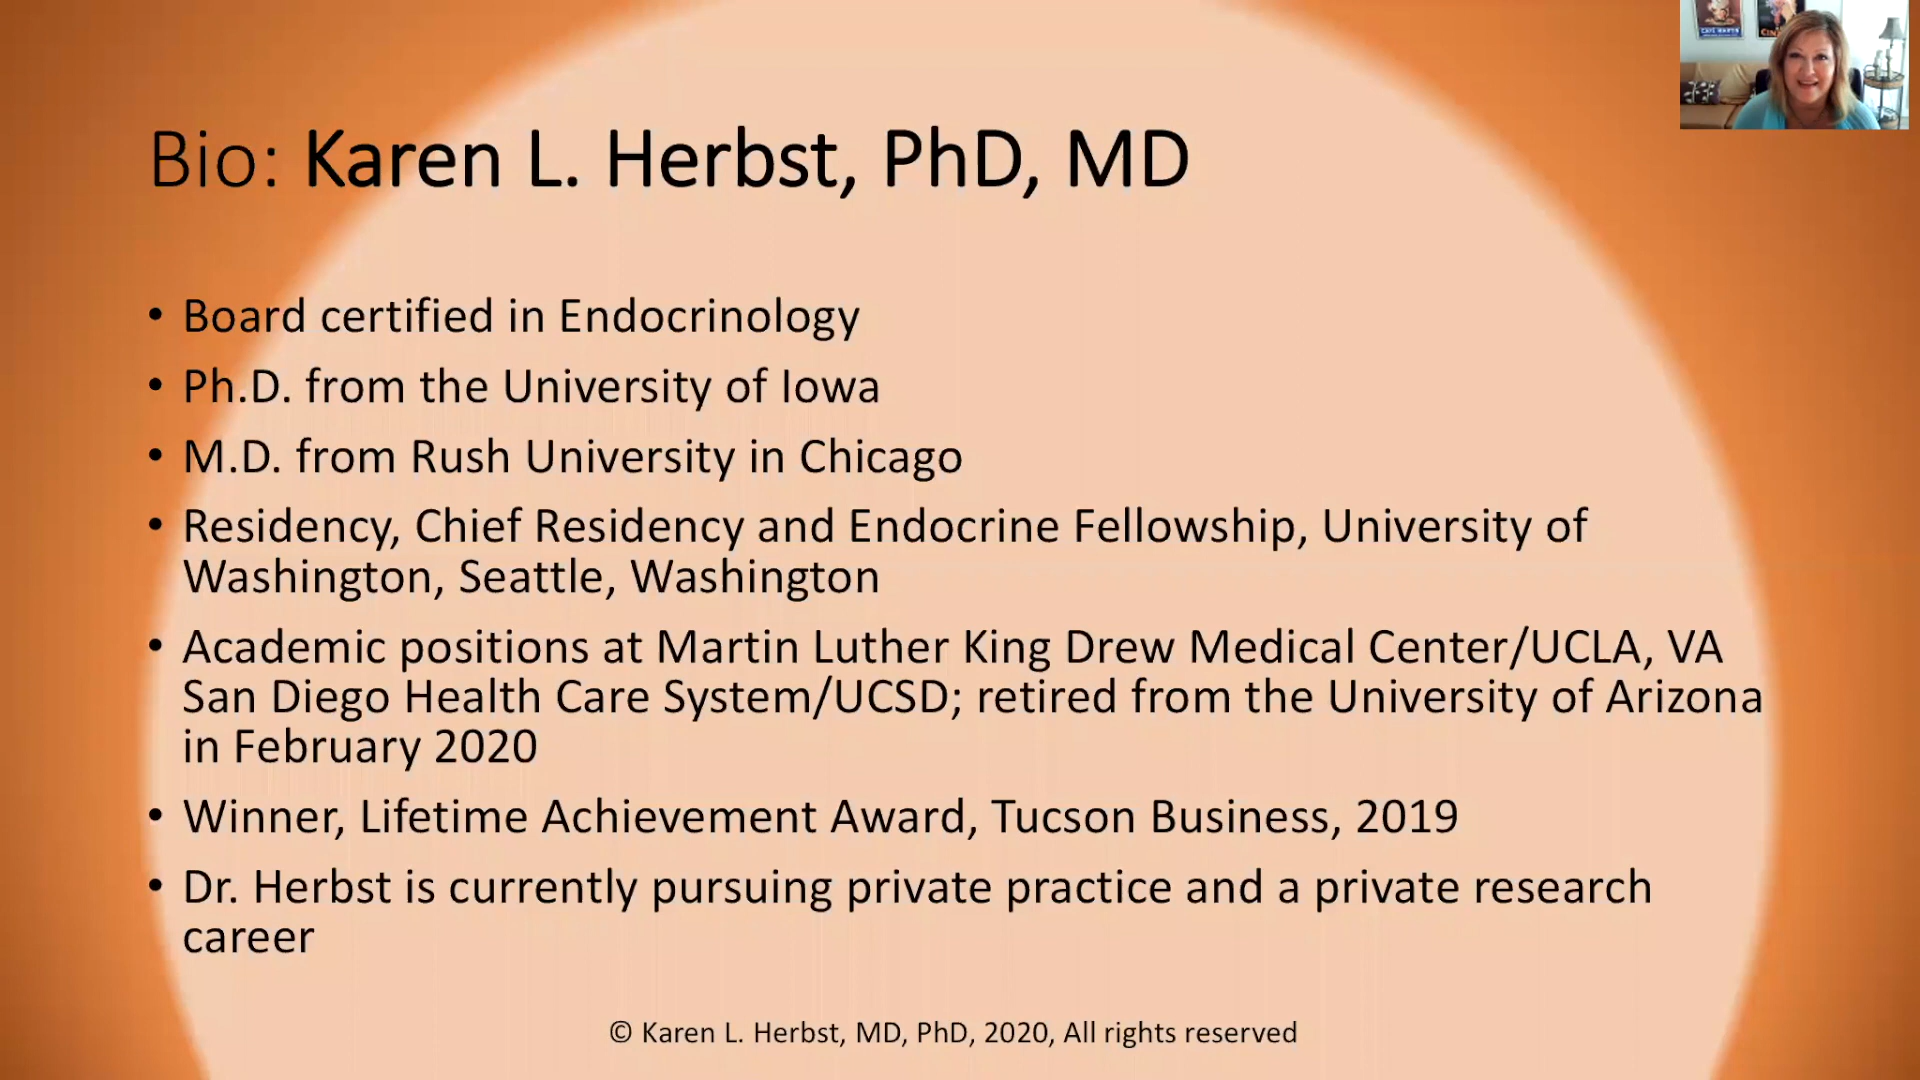 Bio: Karen L. Herbst, PhD, MD
• Board certified in Endocrinology
• Ph.D. from the University of Iowa
• M.D. from Rush University in Chicago
• Residency, Chief Residency and Endocrine Fellowship, University of
Washington, Seattle, Washington
• Academic positions at Martin Luther King Drew Medical Center/UCLA, VA
San Diego Health Care System/UCSD; retired from the University of Arizona
in February 2020
• Winner, Lifetime Achievement Award, Tucson Business, 2019
• Dr. Herbst is currently pursuing private practice and a private research
career
© Karen L. Herbst, MD, PhD, 2020, All rights reserved